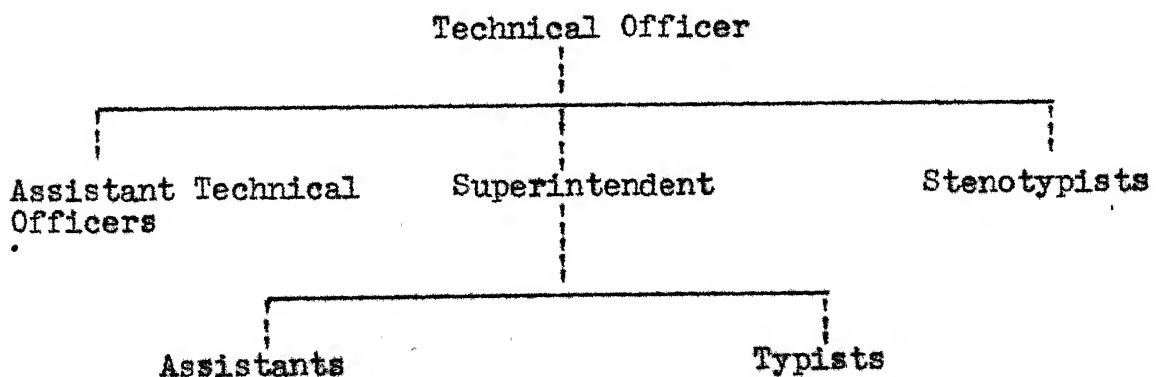 Technical Officer
Assistant Technical Officers
Superintendent
Stenotypists
Assistants
Typists